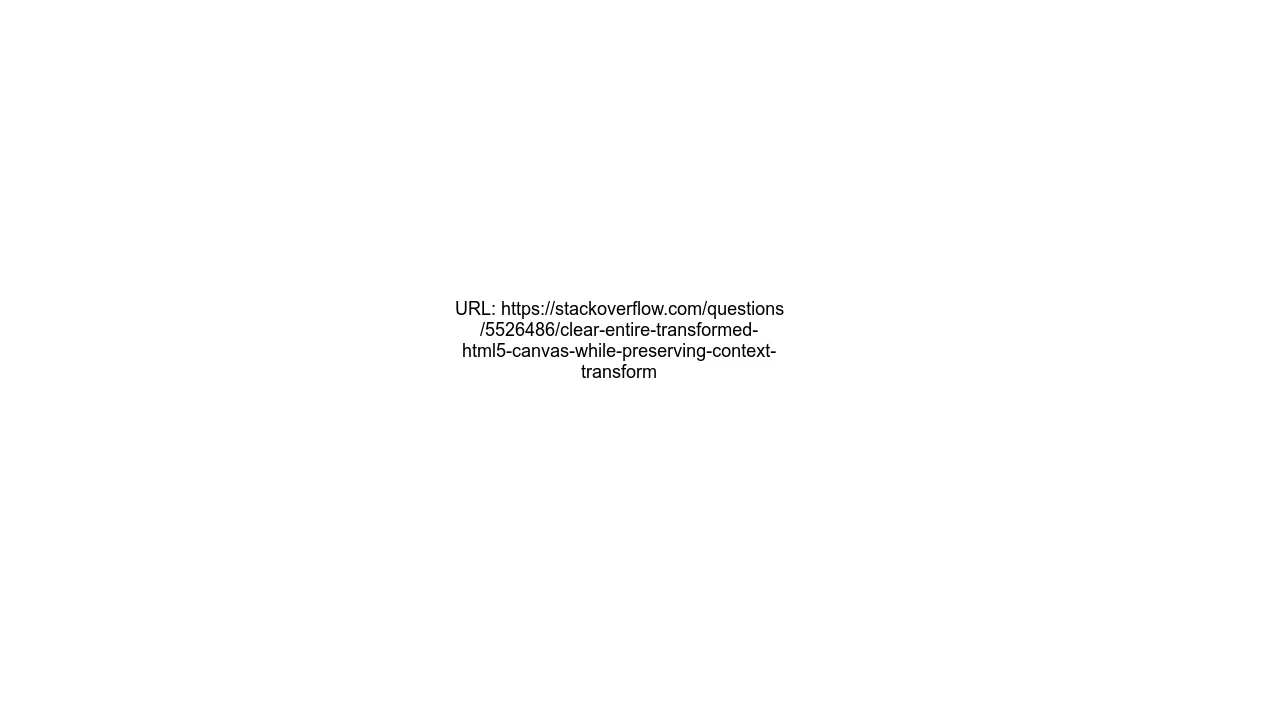 URL: https://stackoverflow.com/questions
/5526486/clear-entire-transformed-
html5-canvas-while-preserving-context-
transform